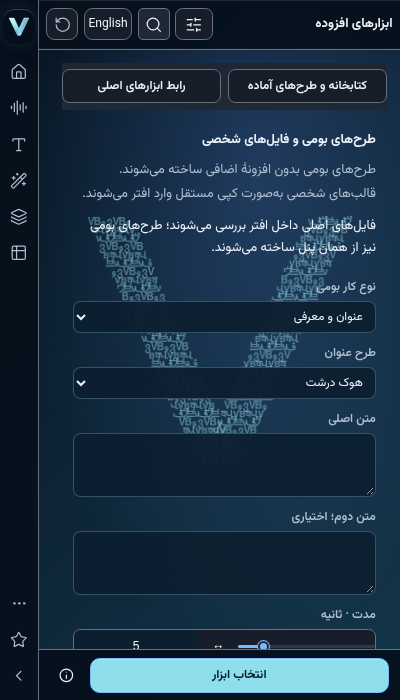 ابزارهای افزوده
English
کتابخانه و طرح‌های آماده
رابط ابزارهای اصلی
طرح‌های بومی و فایل‌های شخصی
طرح‌های بومی بدون افزونهٔ اضافی ساخته می‌شوند.
قالب‌های شخصی به‌صورت کپی مستقل وارد افتر می‌شوند.
فایل‌های اصلی داخل افتر بررسی می‌شوند؛ طرح‌های بومی
نیز از همان پنل ساخته می‌شوند.
نوع کار بومی
عنوان و معرفی
طرح عنوان
هوک درشت
متن اصلی
متن دوم؛ اختیاری
مدت · ثانیه
5
انتخاب ابزار